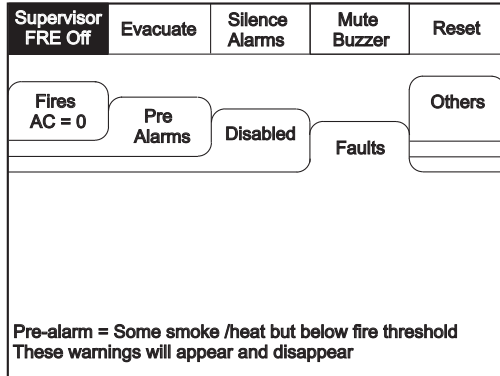 Supervisor
FRE Off
Evacuate
Silence
Alarms
Mute
Buzzer
Reset
Fires
AC = 0
Pre
Alarms
Disabled
Faults
Others
Pre-alarm = Some smoke /heat but below fire threshold
These warnings will appear and disappear